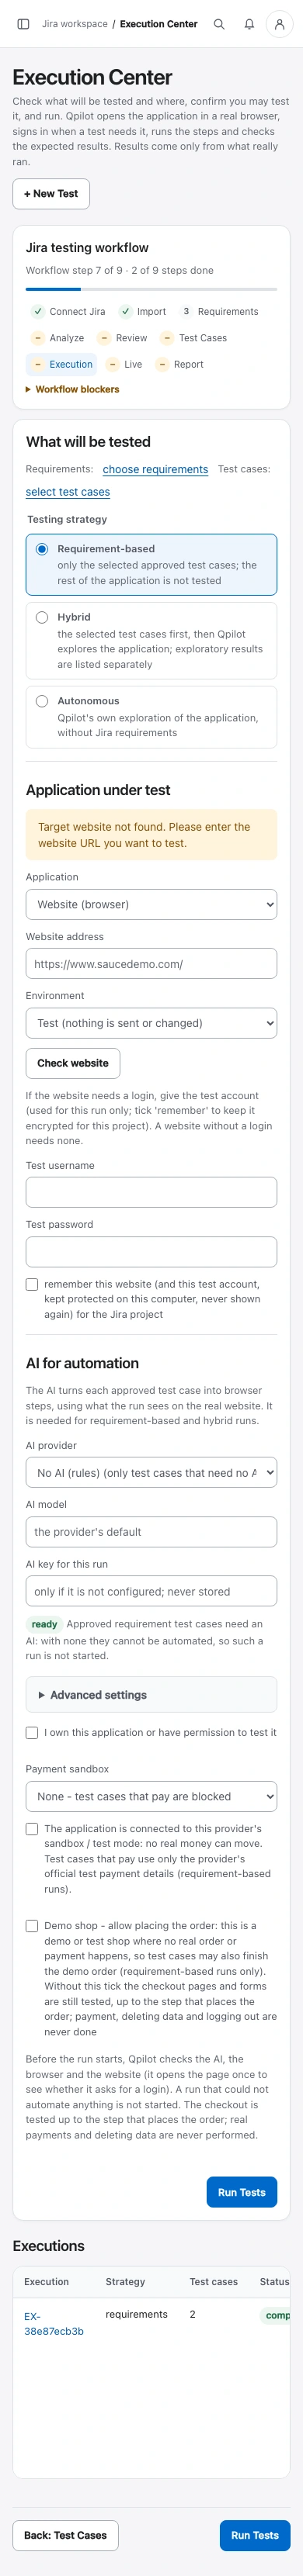 Jira workspace / Execution Center
Execution Center
Check what will be tested and where, confirm you may test
it, and run. Qpilot opens the application in a real browser,
signs in when a test needs it, runs the steps and checks
the expected results. Results come only from what really
ran.
+ New Test
Jira testing workflow
Workflow step 7 of 9 · 2 of 9 steps done
✓ Connect Jira ✓ Import 3 Requirements
– Analyze – Review – Test Cases
– Execution – Live – Report
▶ Workflow blockers
What will be tested
Requirements: choose requirements Test cases:
select test cases
Testing strategy
Requirement-based
only the selected approved test cases; the
rest of the application is not tested
Hybrid
the selected test cases first, then Qpilot
explores the application; exploratory results
are listed separately
Autonomous
Qpilot's own exploration of the application,
without Jira requirements
Application under test
Target website not found. Please enter the
website URL you want to test.
Application
Website (browser)
Website address
https://www.saucedemo.com/
Environment
Test (nothing is sent or changed)
Check website
If the website needs a login, give the test account
(used for this run only; tick 'remember' to keep it
encrypted for this project). A website without a login
needs none.
Test username
Test password
remember this website (and this test account,
kept protected on this computer, never shown
again) for the Jira project
AI for automation
The AI turns each approved test case into browser
steps, using what the run sees on the real website. It
is needed for requirement-based and hybrid runs.
AI provider
No AI (rules) (only test cases that need no A
AI model
the provider's default
AI key for this run
only if it is not configured; never stored
ready Approved requirement test cases need an
AI: with none they cannot be automated, so such a
run is not started.
▶ Advanced settings
I own this application or have permission to test it
Payment sandbox
None - test cases that pay are blocked
The application is connected to this provider's
sandbox / test mode: no real money can move.
Test cases that pay use only the provider's
official test payment details (requirement-based
runs).
Demo shop - allow placing the order: this is a
demo or test shop where no real order or
payment happens, so test cases may also finish
the demo order (requirement-based runs only).
Without this tick the checkout pages and forms
are still tested, up to the step that places the
order; payment, deleting data and logging out are
never done
Before the run starts, Qpilot checks the AI, the
browser and the website (it opens the page once to
see whether it asks for a login). A run that could not
automate anything is not started. The checkout is
tested up to the step that places the order; real
payments and deleting data are never performed.
Run Tests
Executions
Execution Strategy Test cases Status
EX-
38e87ecb3b requirements 2 comp
Back: Test Cases Run Tests